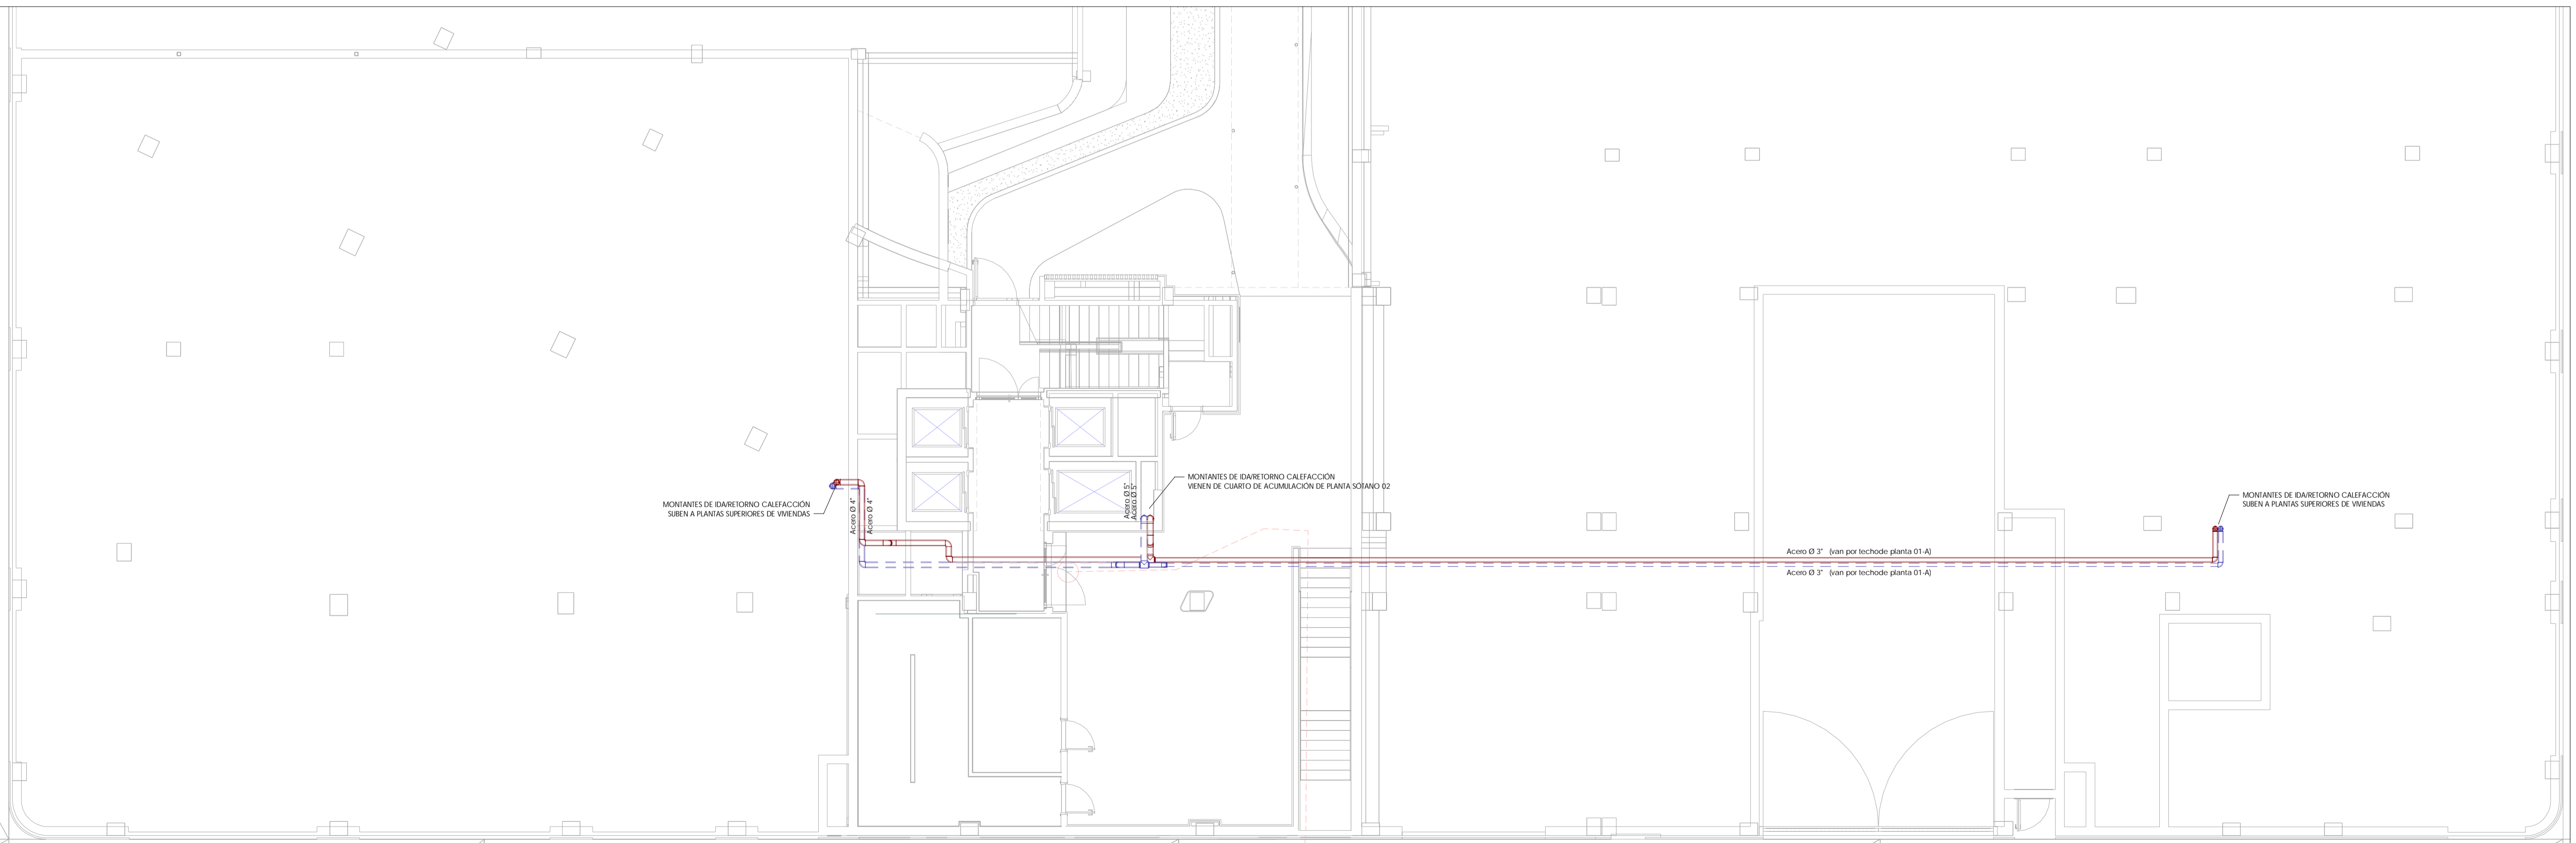 MONTANTES DE IDA/RETORNO CALEFACCIÓN
SUBEN A PLANTAS SUPERIORES DE VIVIENDAS
Acero Ø 4"
Acero Ø 4"
Acero Ø 5"
Acero Ø 5"
MONTANTES DE IDA/RETORNO CALEFACCIÓN
VIENEN DE CUARTO DE ACUMULACIÓN DE PLANTA SÓTANO 02
Acero Ø 3" (van por techode planta 01-A)
Acero Ø 3" (van por techode planta 01-A)
MONTANTES DE IDA/RETORNO CALEFACCIÓN
SUBEN A PLANTAS SUPERIORES DE VIVIENDAS